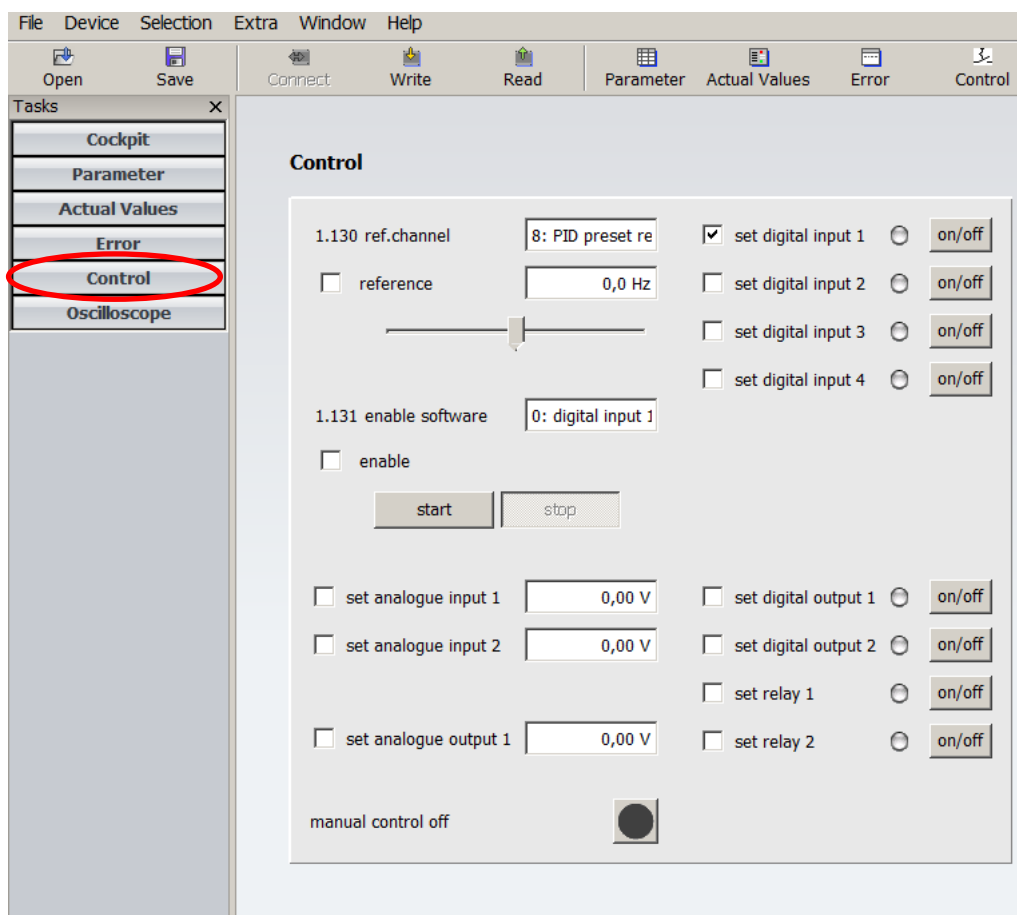 File Device Selection Extra Window Help
Open Save Connect Write Read Parameter Actual Values Error Control
Tasks X
Cockpit
Parameter
Actual Values
Error
Control
Oscilloscope
Control
1.130 ref.channel 8: PID preset re set digital input 1 on/off
reference 0,0 Hz set digital input 2 on/off
set digital input 3 on/off
set digital input 4 on/off
1.131 enable software 0: digital input 1
enable
start stop
set analogue input 1 0,00 V set digital output 1 on/off
set analogue input 2 0,00 V set digital output 2 on/off
set relay 1 on/off
set analogue output 1 0,00 V set relay 2 on/off
manual control off